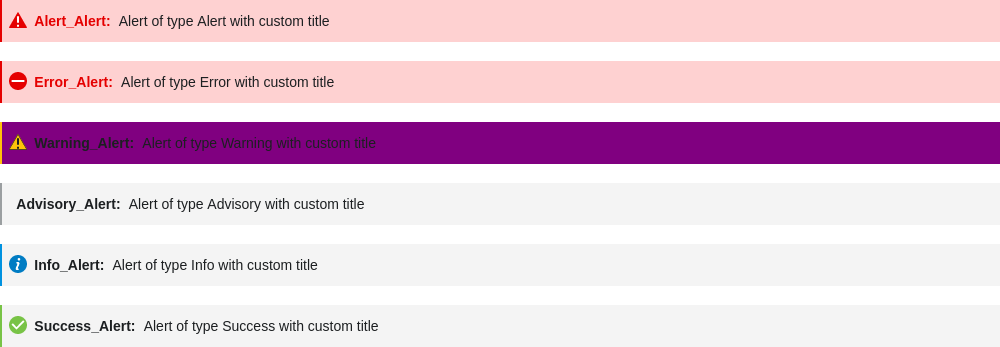 Alert_Alert: Alert of type Alert with custom title
Error_Alert: Alert of type Error with custom title
Warning_Alert: Alert of type Warning with custom title
Advisory_Alert: Alert of type Advisory with custom title
Info_Alert: Alert of type Info with custom title
Success_Alert: Alert of type Success with custom title